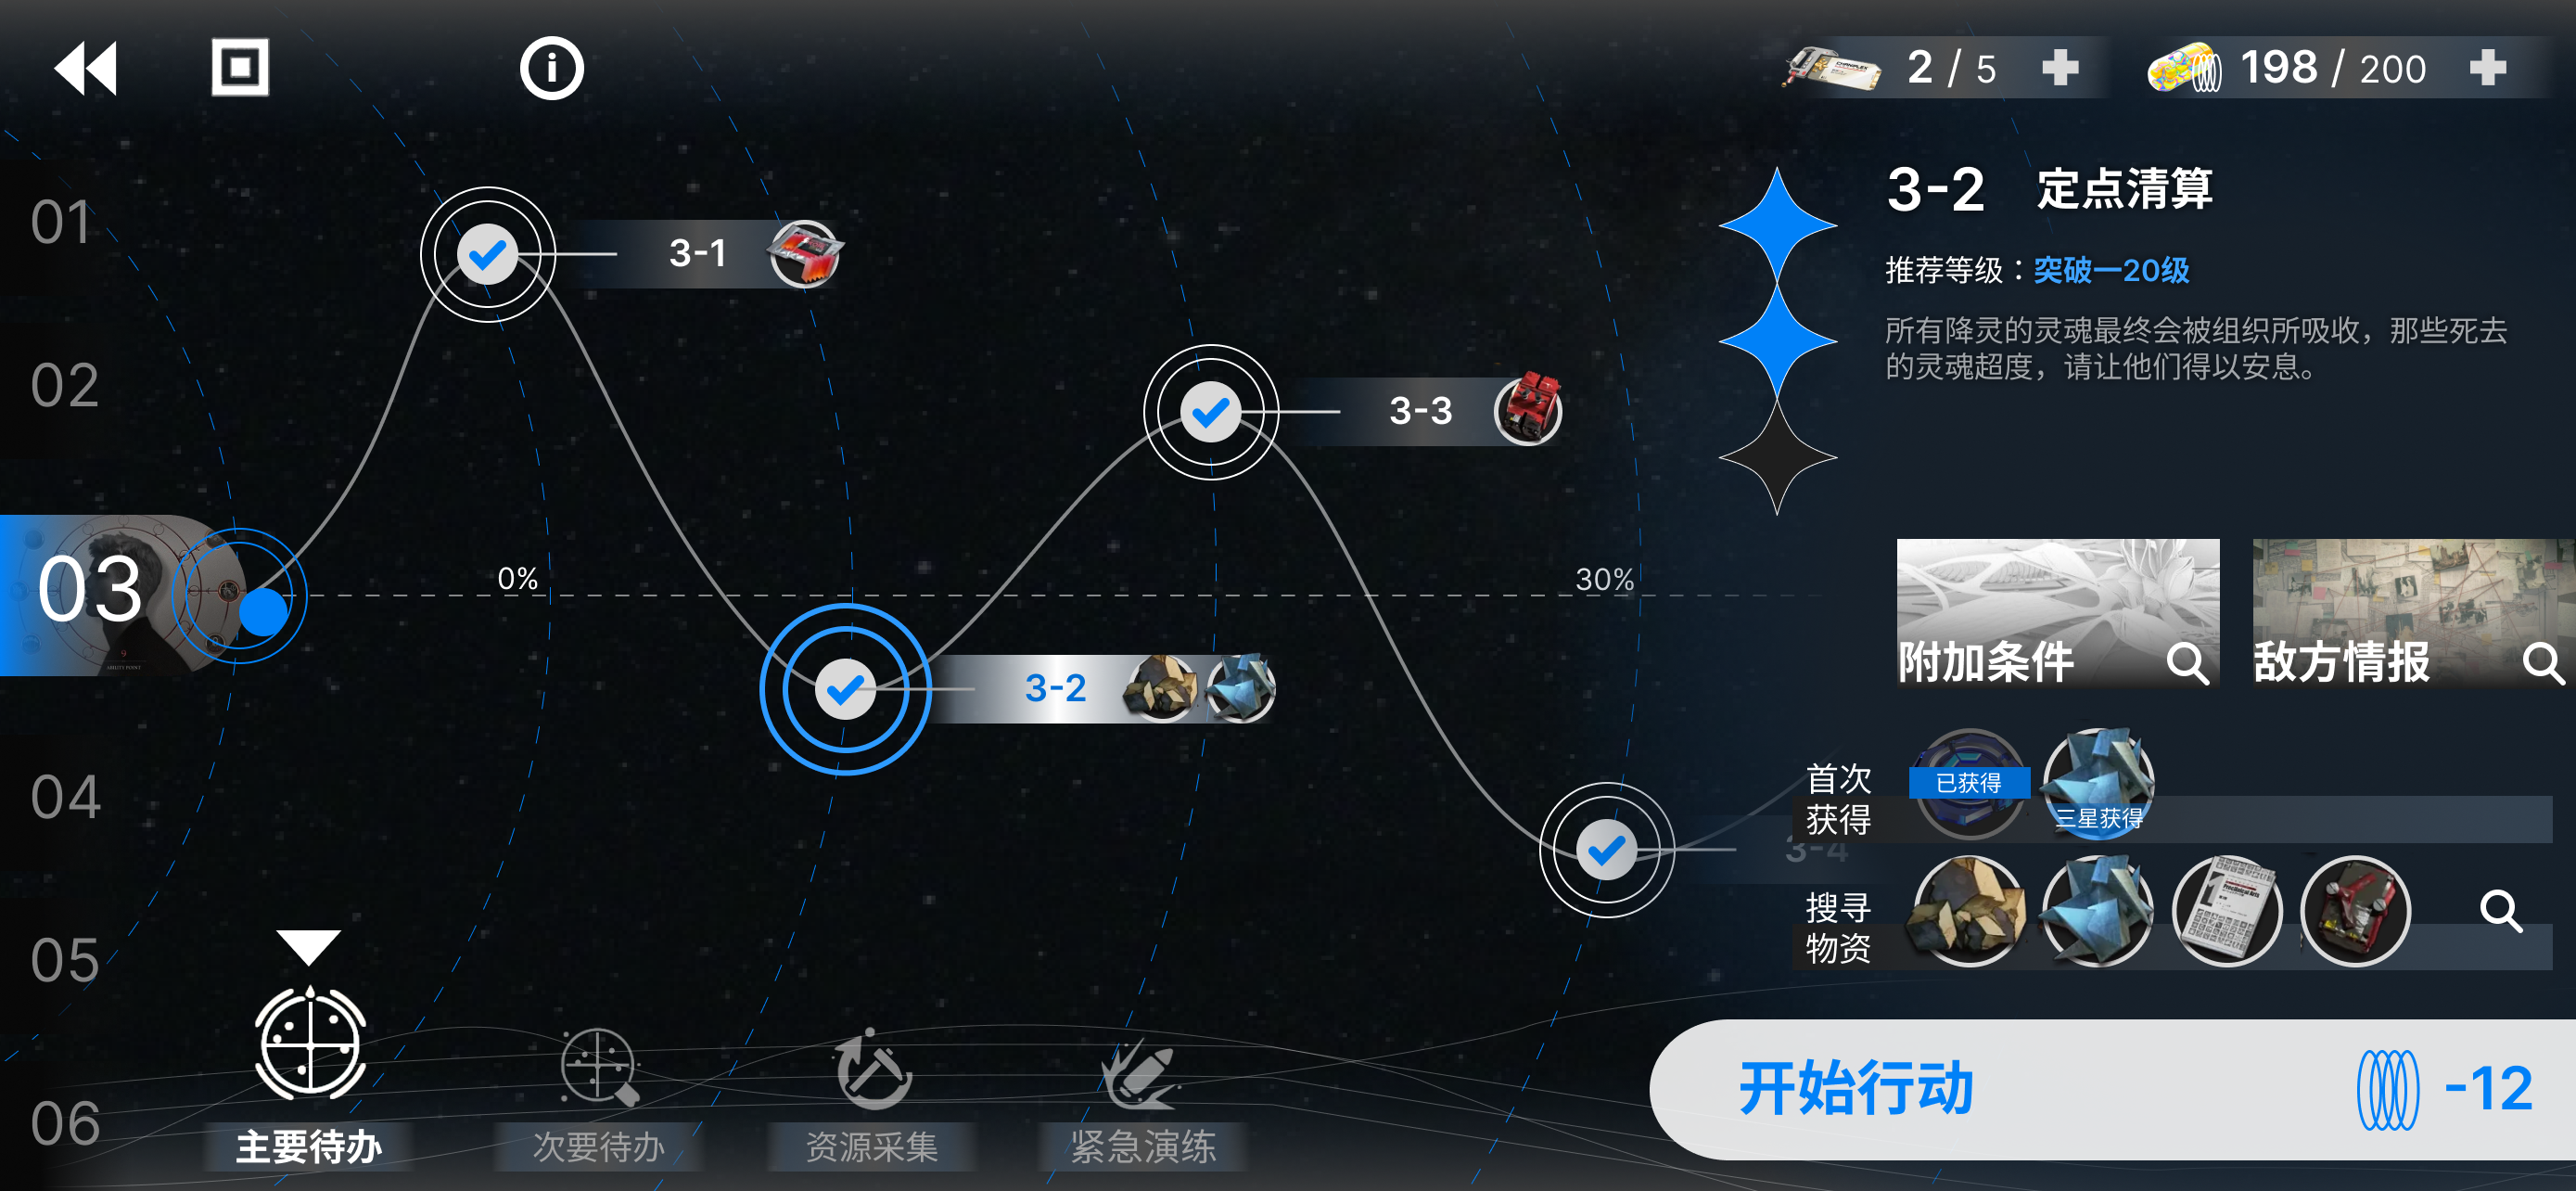 2 / 5
198 / 200
01
02
03
04
05
06
3-1
3-2
3-3
3-4
0%
30%
3-2 定点清算
推荐等级：突破一20级
所有降灵的灵魂最终会被组织所吸收，那些死去
的灵魂超度，请让他们得以安息。
附加条件
敌方情报
首次
获得
已获得
三星获得
搜寻
物资
主要待办
次要待办
资源采集
紧急演练
开始行动
-12